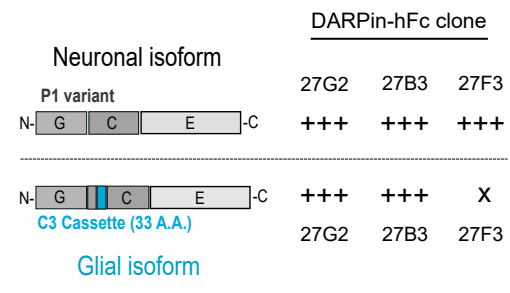 DARPin-hFc clone
Neuronal isoform
27G2 27B3 27F3
P1 variant
N- G C E -C
+++ +++ +++
N- G C E -C
+++ +++ x
C3 Cassette (33 A.A.)
27G2 27B3 27F3
Glial isoform